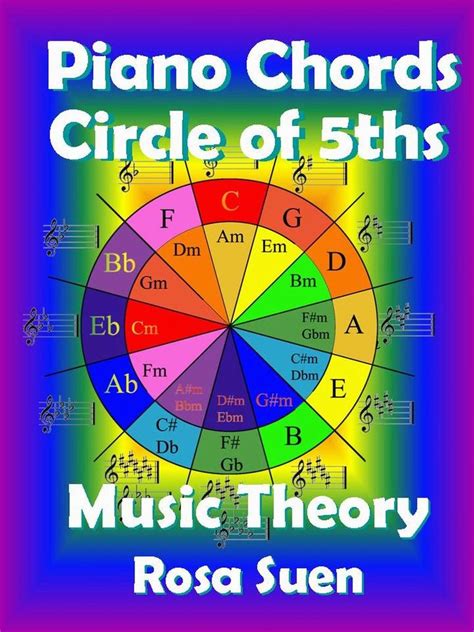 Piano Chords
Circle of 5ths
C
F
G
Am
Dm
Em
Bb
D
Gm
Bm
Eb
Cm
F#m
Gbm
A
Ab
Fm
C#m
Dbm
E
A#m
Bbm
D#m
Ebm
G#m
C#
Db
F#
Gb
B
Music Theory
Rosa Suen